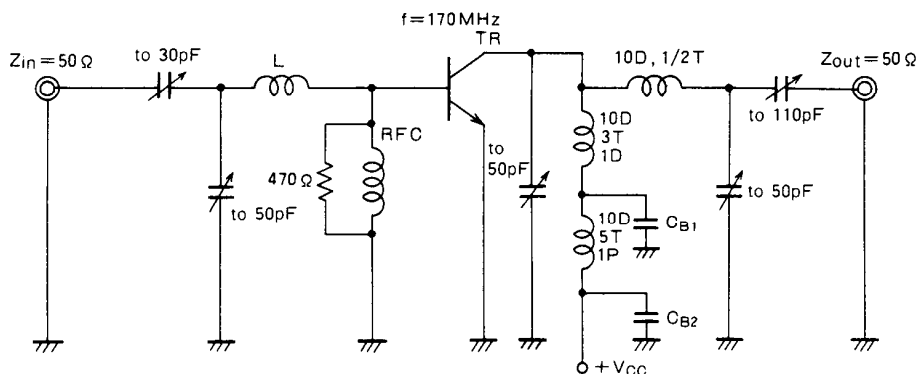 f=170MHz
TR
Zin=50Ω
to 30pF
L
10D, 1/2T
Zout=50Ω
to 110pF
RFC
470Ω
to 50pF
to
50pF
10D
3T
1D
to 50pF
10D
5T
1P
CB1
CB2
+VCC